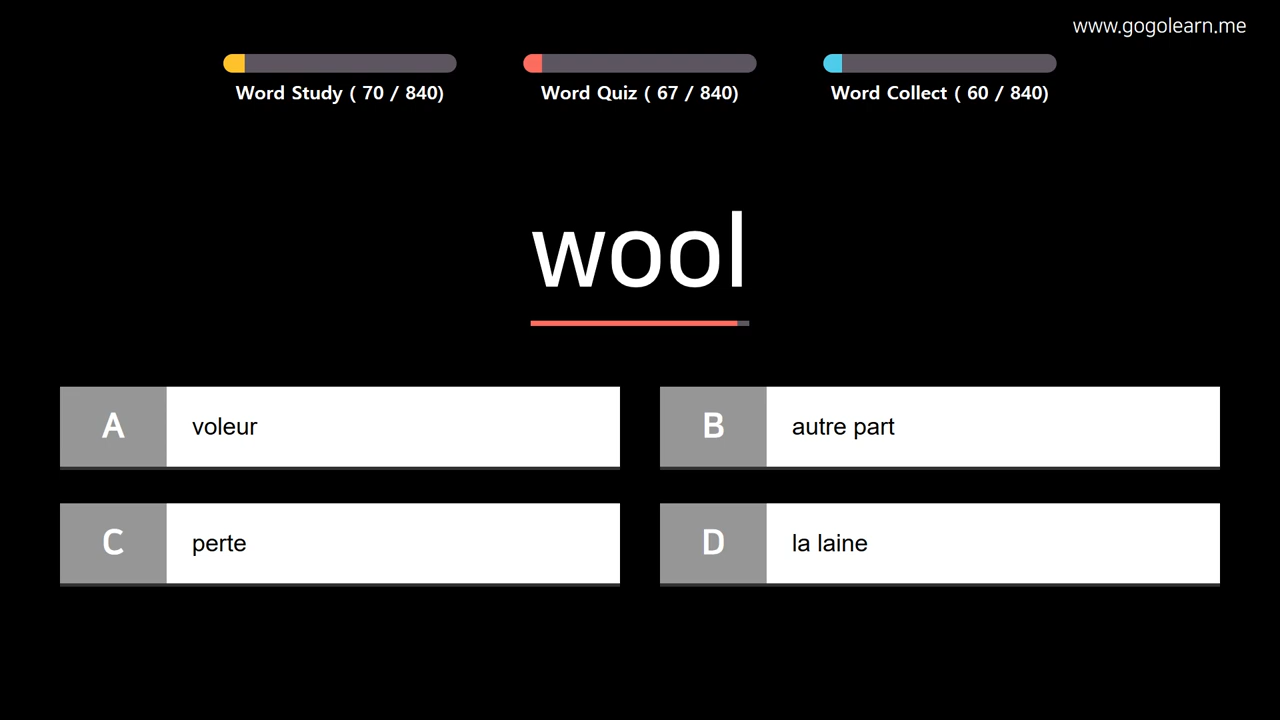 www.gogolearn.me
Word Study ( 70 / 840)
Word Quiz ( 67 / 840)
Word Collect ( 60 / 840)
wool
A voleur
B autre part
C perte
D la laine